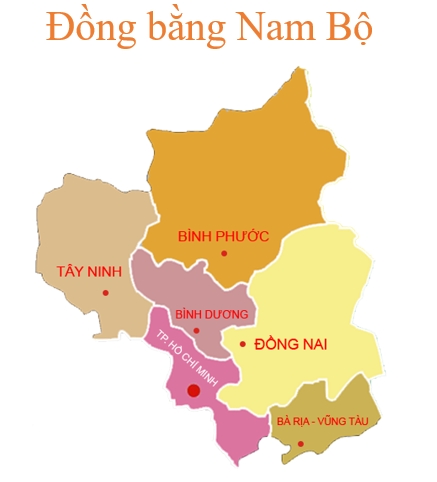 Đồng bằng Nam Bộ
BÌNH PHƯỚC
TÂY NINH
BÌNH DƯƠNG
TP. HỒ CHÍ MINH
ĐỒNG NAI
BÀ RỊA - VŨNG TÀU